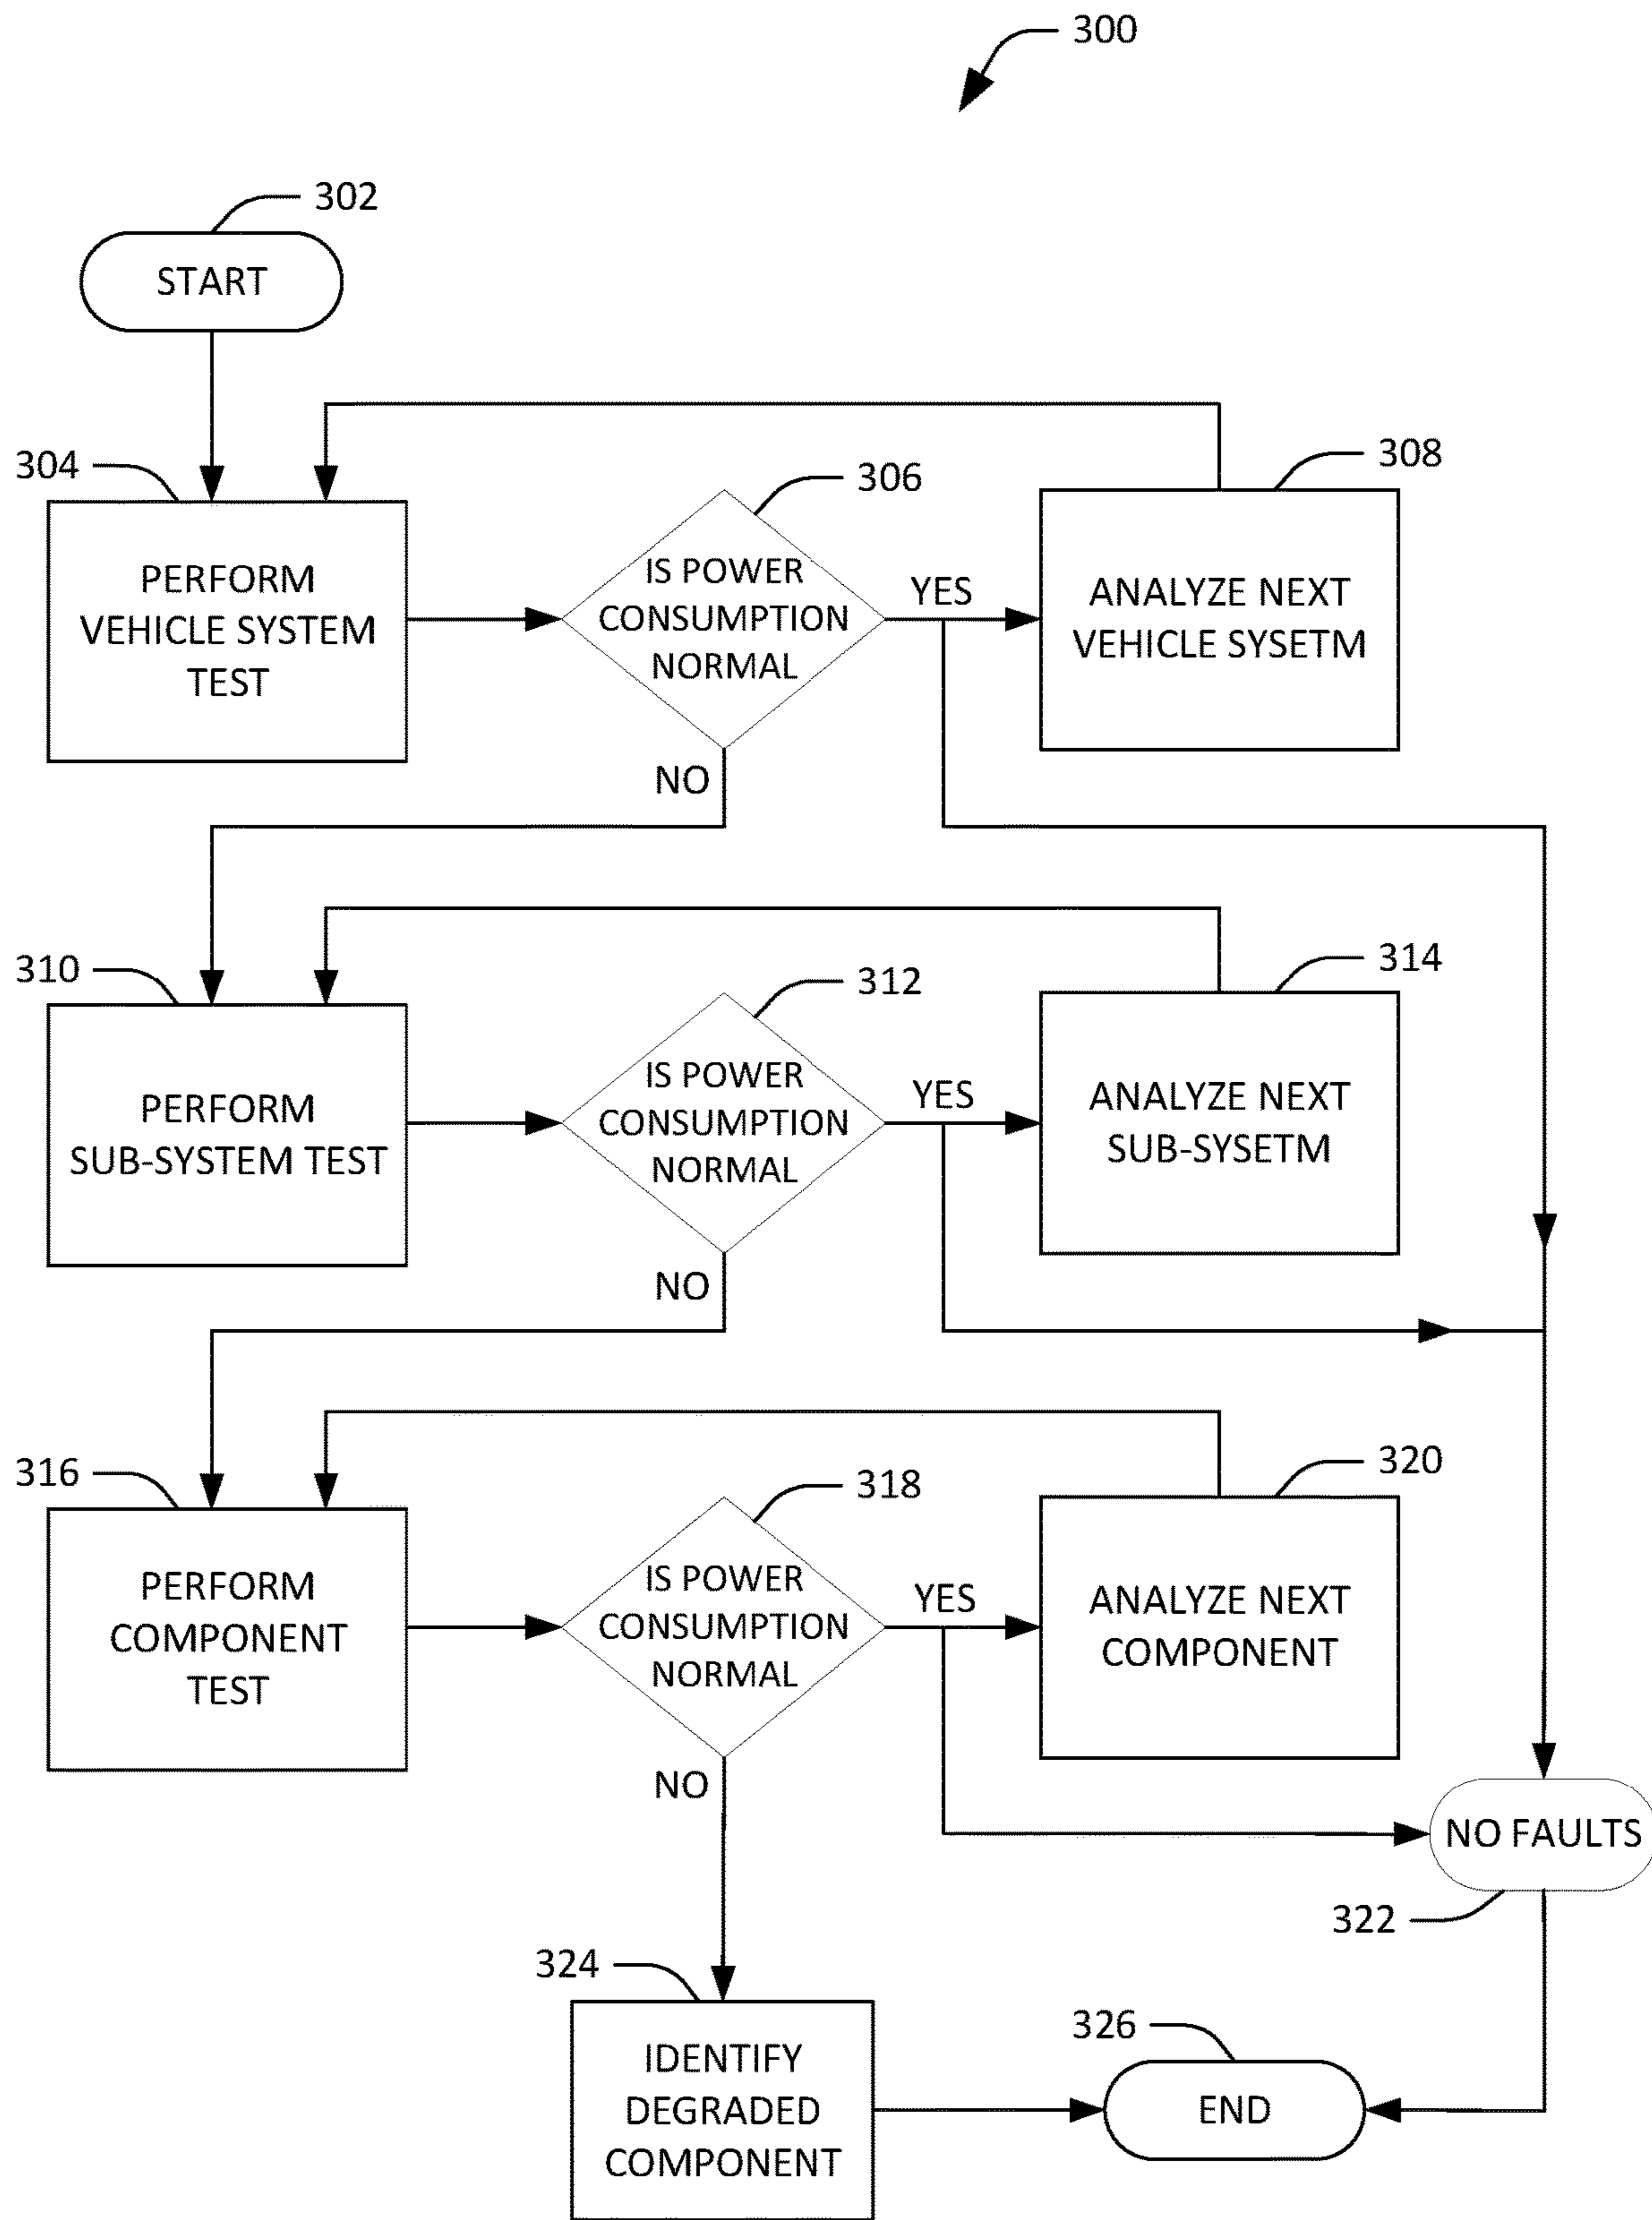 300
302
START
304
306
308
PERFORM
VEHICLE SYSTEM
TEST
IS POWER
CONSUMPTION
NORMAL
YES
ANALYZE NEXT
VEHICLE SYSETM
NO
310
312
314
PERFORM
SUB-SYSTEM TEST
IS POWER
CONSUMPTION
NORMAL
YES
ANALYZE NEXT
SUB-SYSETM
NO
316
318
320
PERFORM
COMPONENT
TEST
IS POWER
CONSUMPTION
NORMAL
YES
ANALYZE NEXT
COMPONENT
NO
NO FAULTS
322
324
IDENTIFY
DEGRADED
COMPONENT
326
END